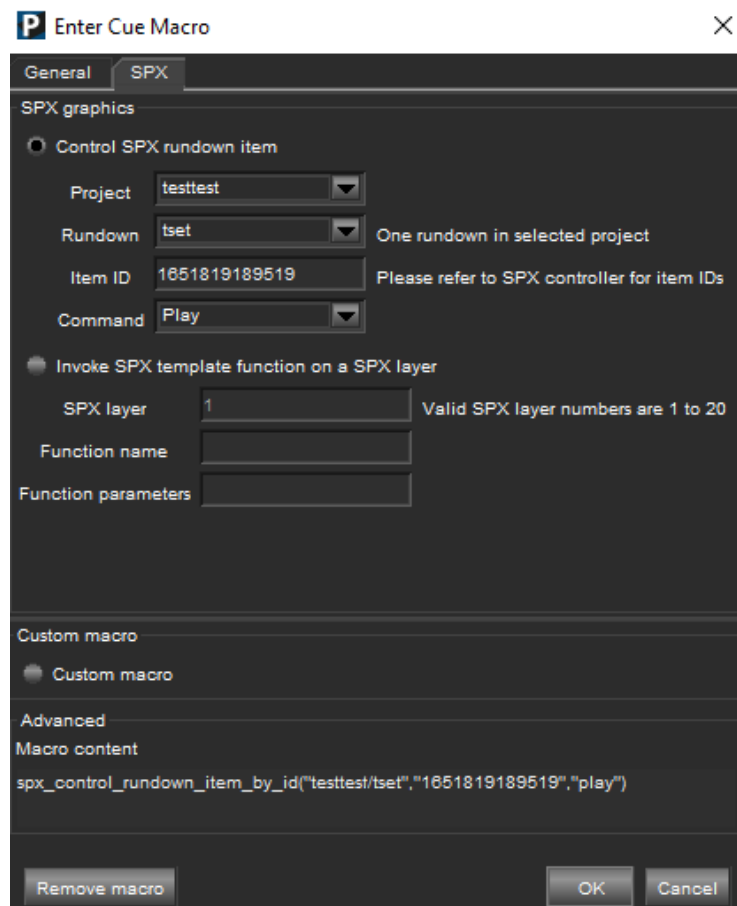 P Enter Cue Macro
General SPX
SPX graphics
Control SPX rundown item
Project testtest
Rundown tset One rundown in selected project
Item ID 1651819189519 Please refer to SPX controller for item IDs
Command Play
Invoke SPX template function on a SPX layer
SPX layer 1 Valid SPX layer numbers are 1 to 20
Function name
Function parameters
Custom macro
Custom macro
Advanced
Macro content
spx_control_rundown_item_by_id("testtest/tset","1651819189519","play")
Remove macro OK Cancel